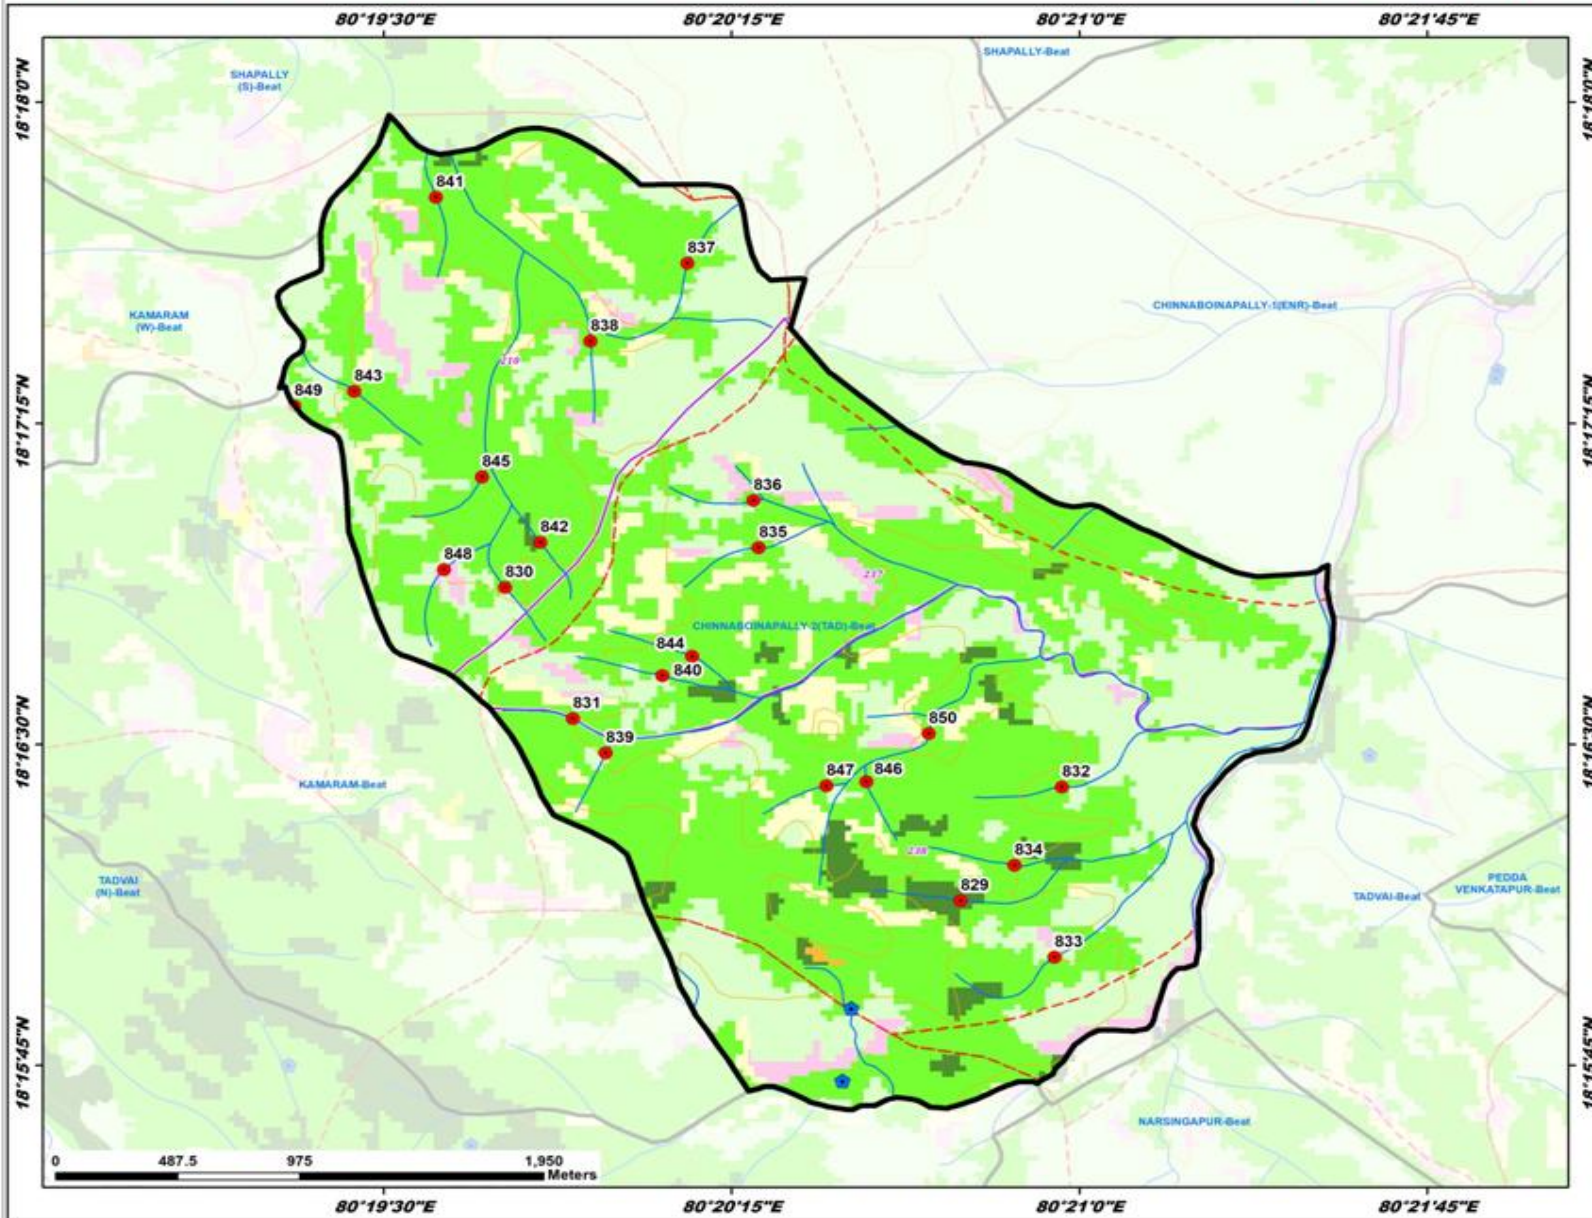 80°19'30"E
80°20'15"E
80°21'0"E
80°21'45"E
18°18'0"N
18°18'0"N
SHAPALLY
(S)-Beat
SHAPALLY-Beat
841
837
KAMARAM
(W)-Beat
CHINNABOINAPALLY-1(ENR)-Beat
838
210
849
843
18°17'15"N
18°17'15"N
845
836
842
835
848
830
237
CHINNABOINAPALLY-2(TAD)-Beat
844
840
831
850
839
18°16'30"N
18°16'30"N
847
846
832
KAMARAM-Beat
238
834
829
TADVAI
(N)-Beat
TADVAI-Beat
PEDDA
VENKATAPUR-Beat
833
18°15'45"N
18°15'45"N
NARSINGAPUR-Beat
0
487.5
975
1,950
Meters
80°19'30"E
80°20'15"E
80°21'0"E
80°21'45"E